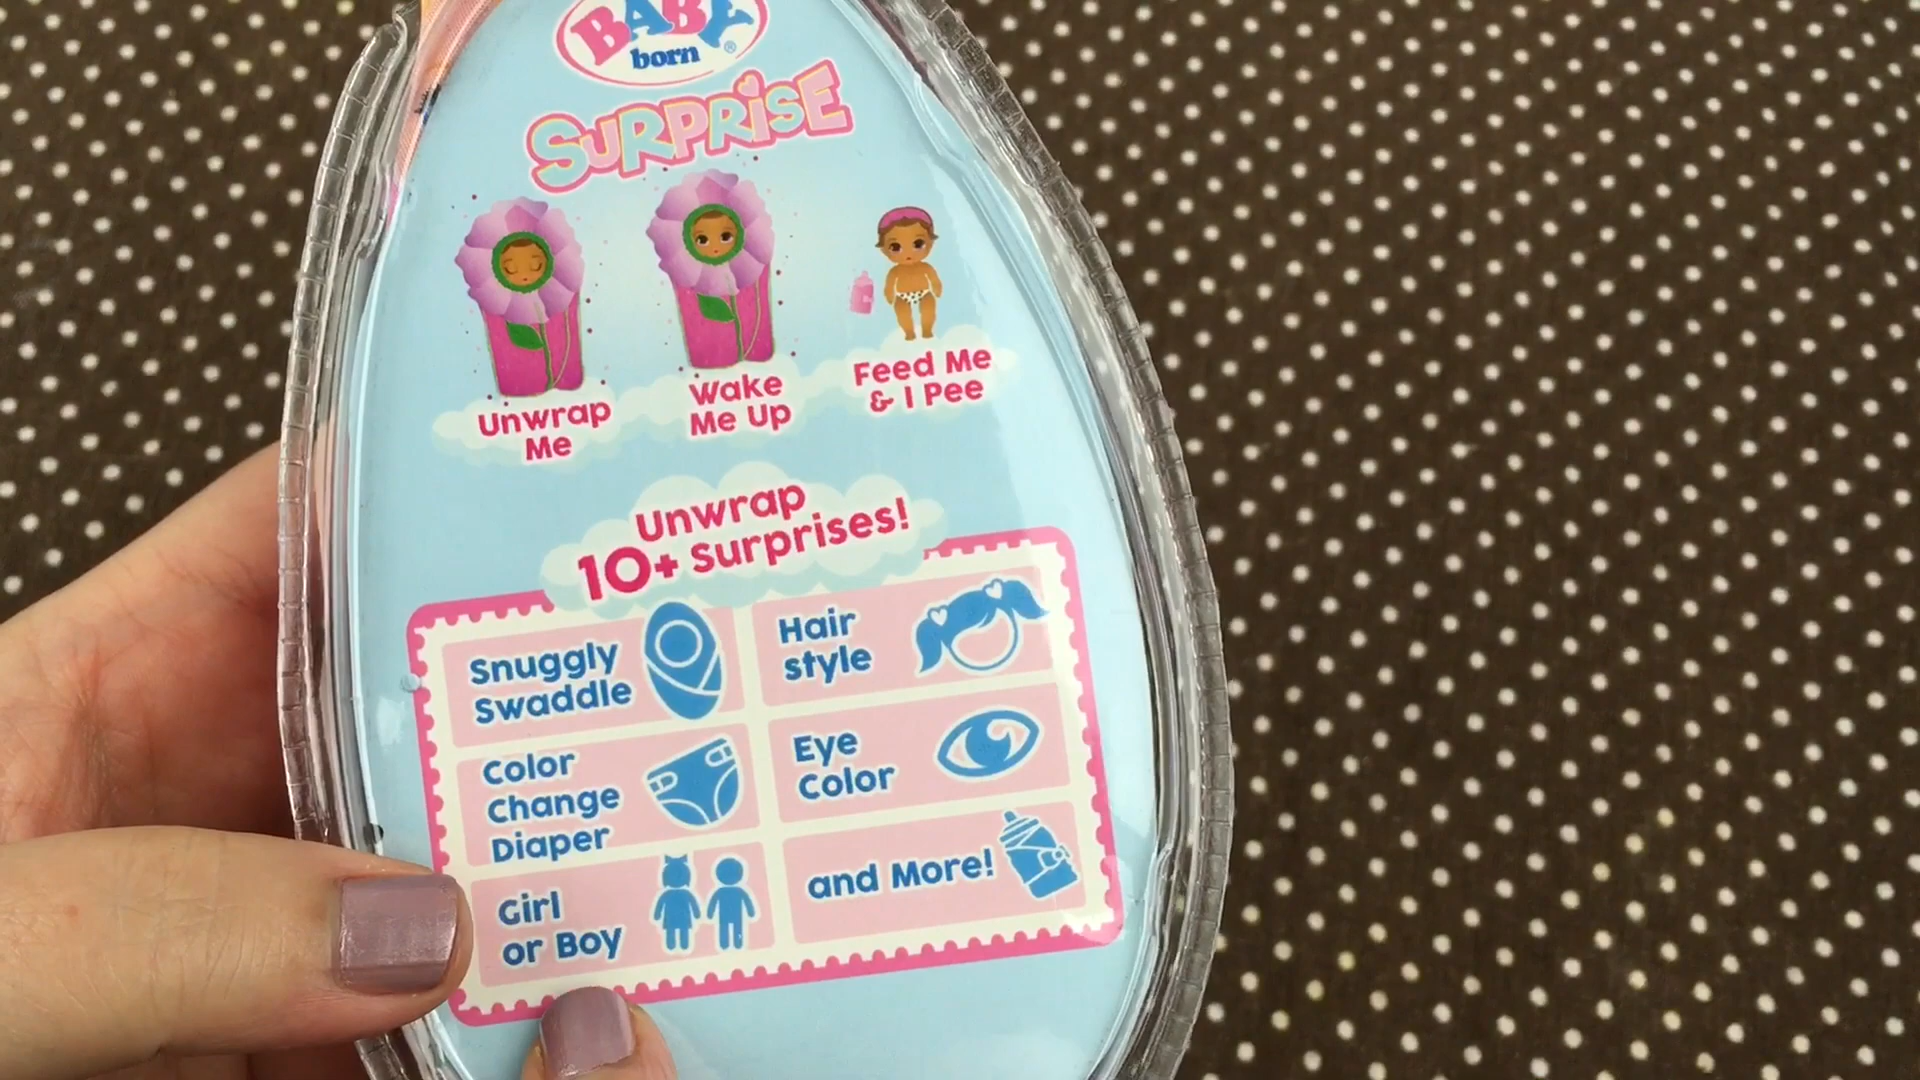 BABY
born®
SURPRISE
Unwrap
Me
Wake
Me Up
Feed Me
& I Pee
Unwrap
10+ Surprises!
Snuggly
Swaddle
Hair
style
Color
Change
Diaper
Eye
Color
Girl
or Boy
and More!